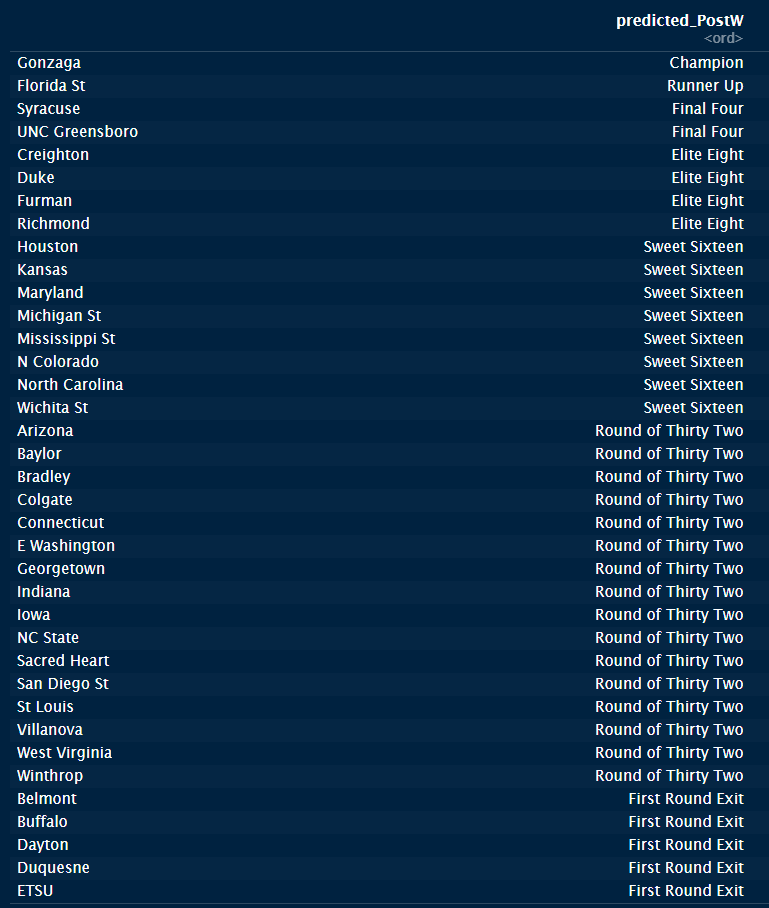 predicted_PostW
<ord>
Gonzaga Champion
Florida St Runner Up
Syracuse Final Four
UNC Greensboro Final Four
Creighton Elite Eight
Duke Elite Eight
Furman Elite Eight
Richmond Elite Eight
Houston Sweet Sixteen
Kansas Sweet Sixteen
Maryland Sweet Sixteen
Michigan St Sweet Sixteen
Mississippi St Sweet Sixteen
N Colorado Sweet Sixteen
North Carolina Sweet Sixteen
Wichita St Sweet Sixteen
Arizona Round of Thirty Two
Baylor Round of Thirty Two
Bradley Round of Thirty Two
Colgate Round of Thirty Two
Connecticut Round of Thirty Two
E Washington Round of Thirty Two
Georgetown Round of Thirty Two
Indiana Round of Thirty Two
Iowa Round of Thirty Two
NC State Round of Thirty Two
Sacred Heart Round of Thirty Two
San Diego St Round of Thirty Two
St Louis Round of Thirty Two
Villanova Round of Thirty Two
West Virginia Round of Thirty Two
Winthrop Round of Thirty Two
Belmont First Round Exit
Buffalo First Round Exit
Dayton First Round Exit
Duquesne First Round Exit
ETSU First Round Exit